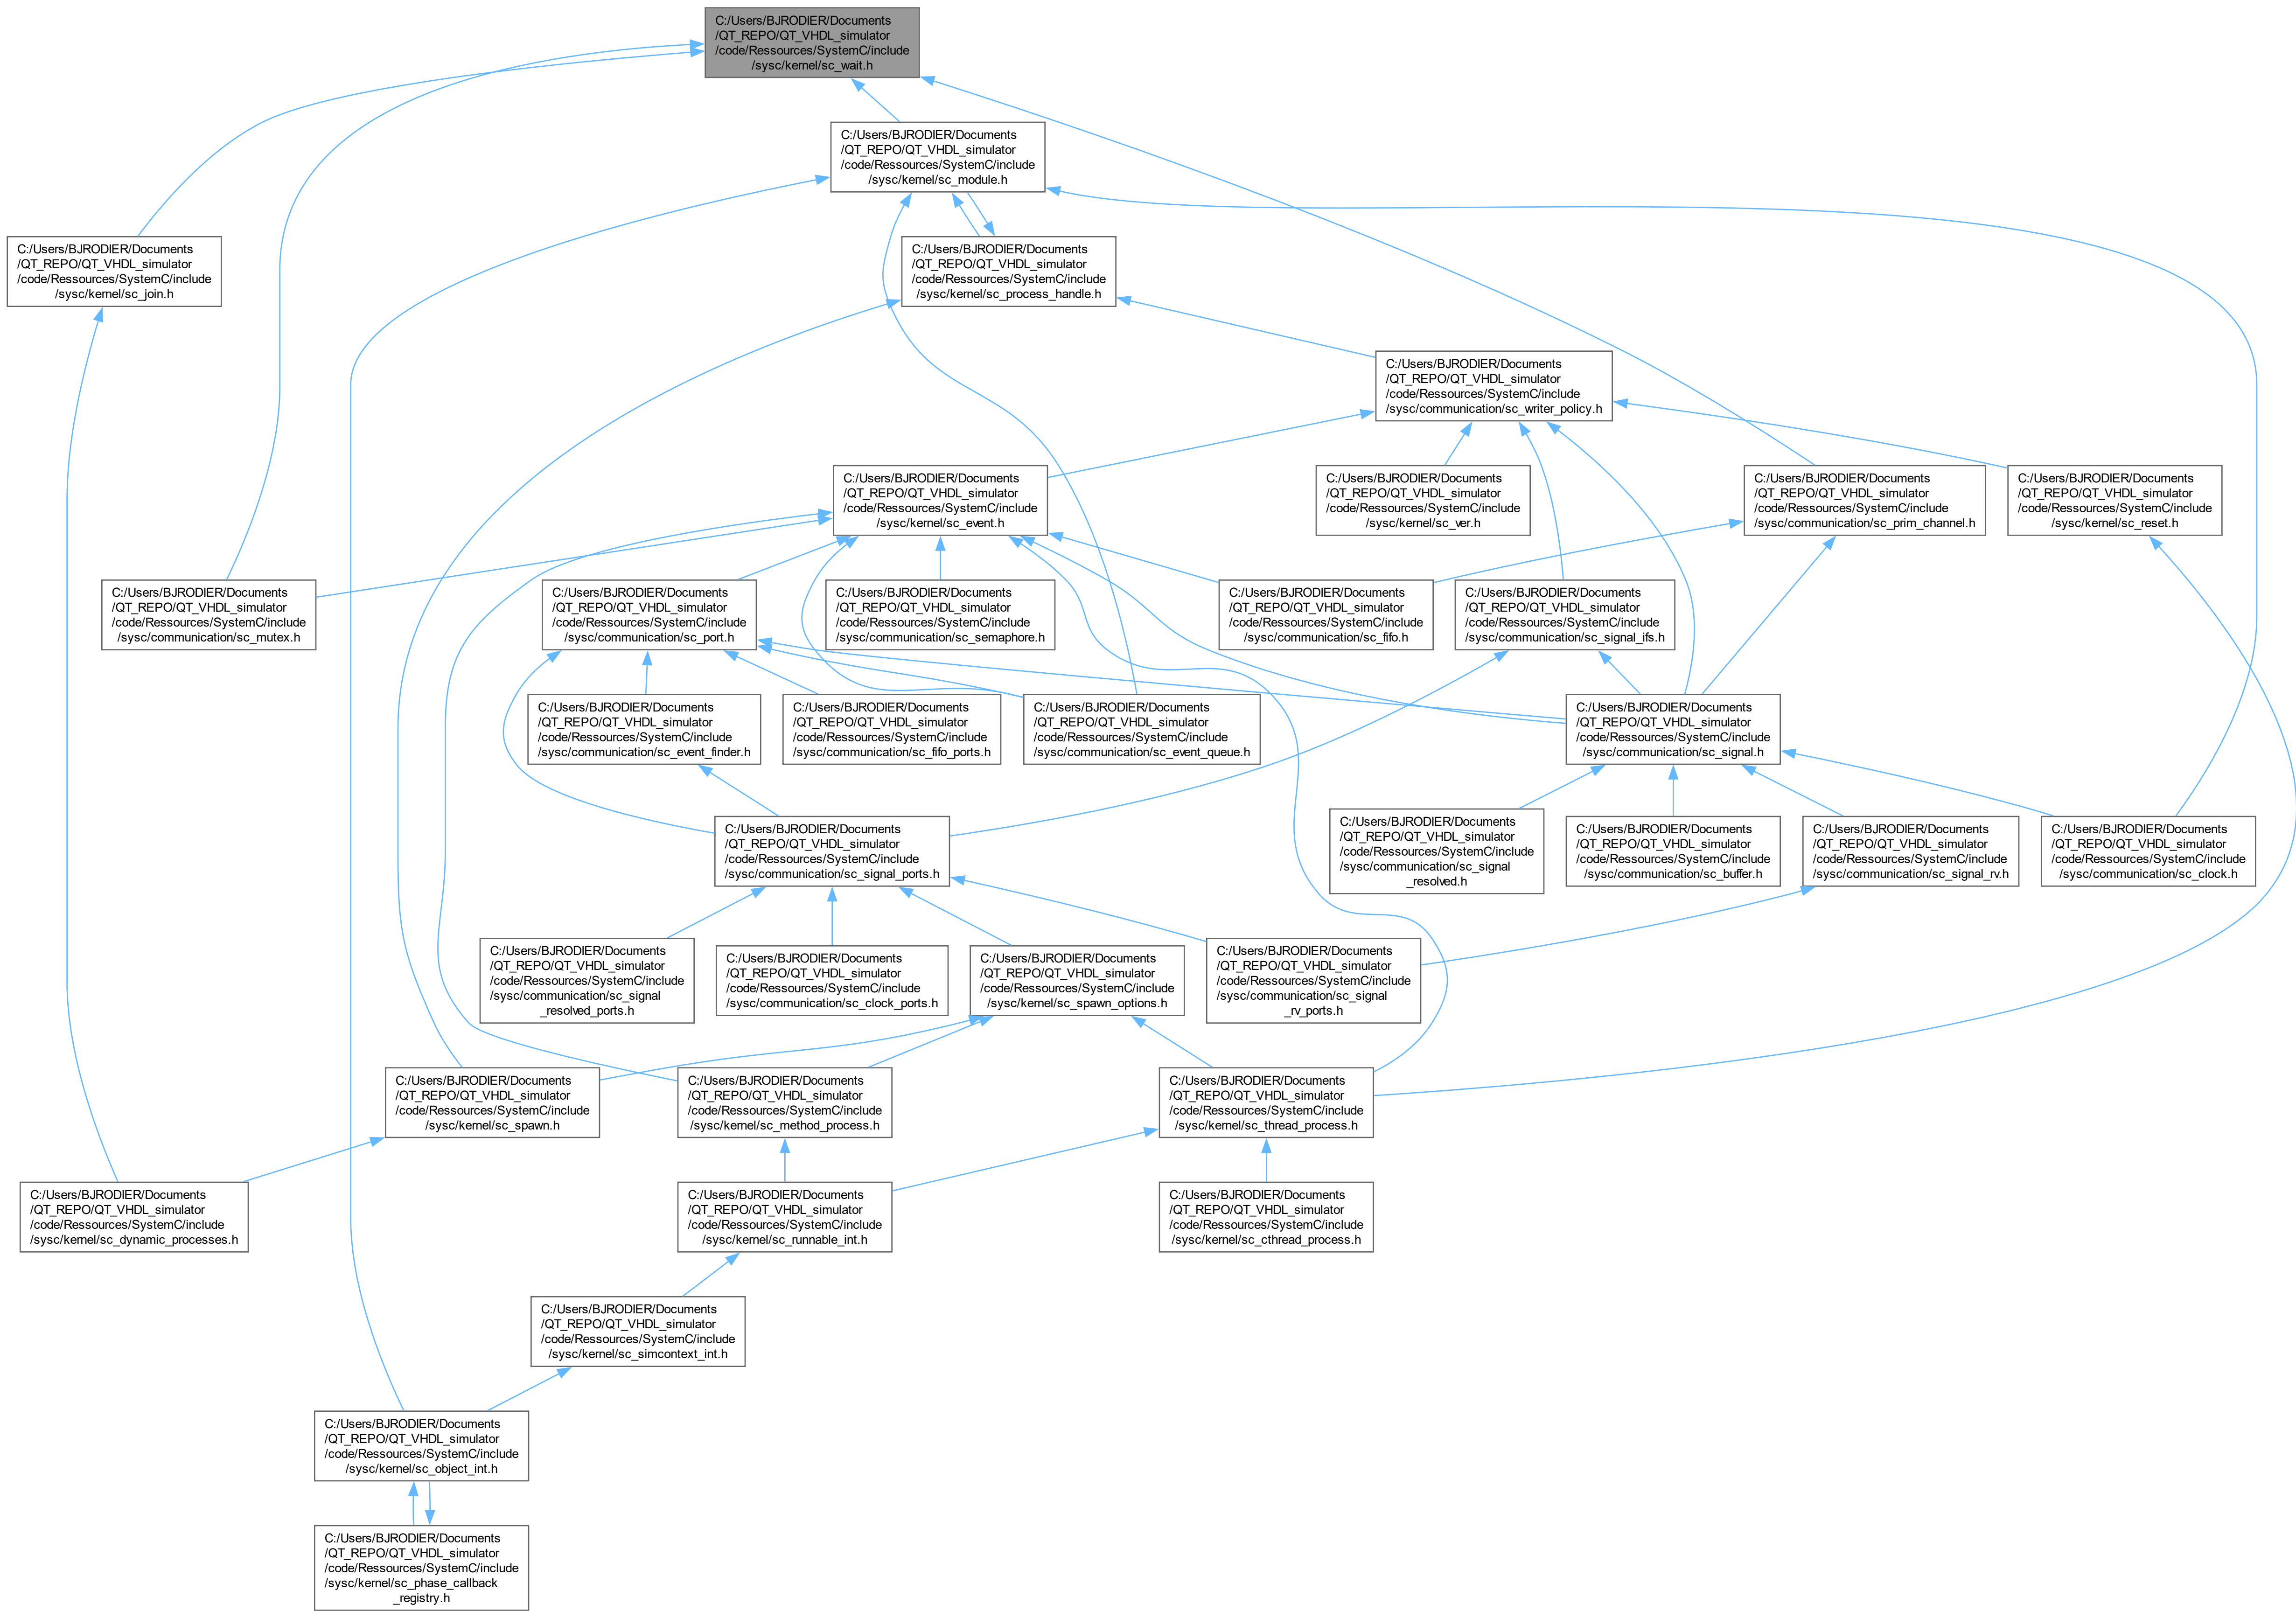 C:/Users/BJRODIER/Documents
/QT_REPO/QT_VHDL_simulator
/code/Ressources/SystemC/include
/sysc/kernel/sc_wait.h
C:/Users/BJRODIER/Documents
/QT_REPO/QT_VHDL_simulator
/code/Ressources/SystemC/include
/sysc/kernel/sc_module.h
C:/Users/BJRODIER/Documents
/QT_REPO/QT_VHDL_simulator
/code/Ressources/SystemC/include
/sysc/kernel/sc_join.h
C:/Users/BJRODIER/Documents
/QT_REPO/QT_VHDL_simulator
/code/Ressources/SystemC/include
/sysc/kernel/sc_process_handle.h
C:/Users/BJRODIER/Documents
/QT_REPO/QT_VHDL_simulator
/code/Ressources/SystemC/include
/sysc/communication/sc_writer_policy.h
C:/Users/BJRODIER/Documents
/QT_REPO/QT_VHDL_simulator
/code/Ressources/SystemC/include
/sysc/kernel/sc_event.h
C:/Users/BJRODIER/Documents
/QT_REPO/QT_VHDL_simulator
/code/Ressources/SystemC/include
/sysc/kernel/sc_ver.h
C:/Users/BJRODIER/Documents
/QT_REPO/QT_VHDL_simulator
/code/Ressources/SystemC/include
/sysc/communication/sc_prim_channel.h
C:/Users/BJRODIER/Documents
/QT_REPO/QT_VHDL_simulator
/code/Ressources/SystemC/include
/sysc/kernel/sc_reset.h
C:/Users/BJRODIER/Documents
/QT_REPO/QT_VHDL_simulator
/code/Ressources/SystemC/include
/sysc/communication/sc_mutex.h
C:/Users/BJRODIER/Documents
/QT_REPO/QT_VHDL_simulator
/code/Ressources/SystemC/include
/sysc/communication/sc_port.h
C:/Users/BJRODIER/Documents
/QT_REPO/QT_VHDL_simulator
/code/Ressources/SystemC/include
/sysc/communication/sc_semaphore.h
C:/Users/BJRODIER/Documents
/QT_REPO/QT_VHDL_simulator
/code/Ressources/SystemC/include
/sysc/communication/sc_fifo.h
C:/Users/BJRODIER/Documents
/QT_REPO/QT_VHDL_simulator
/code/Ressources/SystemC/include
/sysc/communication/sc_signal_ifs.h
C:/Users/BJRODIER/Documents
/QT_REPO/QT_VHDL_simulator
/code/Ressources/SystemC/include
/sysc/communication/sc_event_finder.h
C:/Users/BJRODIER/Documents
/QT_REPO/QT_VHDL_simulator
/code/Ressources/SystemC/include
/sysc/communication/sc_fifo_ports.h
C:/Users/BJRODIER/Documents
/QT_REPO/QT_VHDL_simulator
/code/Ressources/SystemC/include
/sysc/communication/sc_event_queue.h
C:/Users/BJRODIER/Documents
/QT_REPO/QT_VHDL_simulator
/code/Ressources/SystemC/include
/sysc/communication/sc_signal.h
C:/Users/BJRODIER/Documents
/QT_REPO/QT_VHDL_simulator
/code/Ressources/SystemC/include
/sysc/communication/sc_signal_ports.h
C:/Users/BJRODIER/Documents
/QT_REPO/QT_VHDL_simulator
/code/Ressources/SystemC/include
/sysc/communication/sc_signal
_resolved.h
C:/Users/BJRODIER/Documents
/QT_REPO/QT_VHDL_simulator
/code/Ressources/SystemC/include
/sysc/communication/sc_buffer.h
C:/Users/BJRODIER/Documents
/QT_REPO/QT_VHDL_simulator
/code/Ressources/SystemC/include
/sysc/communication/sc_signal_rv.h
C:/Users/BJRODIER/Documents
/QT_REPO/QT_VHDL_simulator
/code/Ressources/SystemC/include
/sysc/communication/sc_clock.h
C:/Users/BJRODIER/Documents
/QT_REPO/QT_VHDL_simulator
/code/Ressources/SystemC/include
/sysc/communication/sc_signal
_resolved_ports.h
C:/Users/BJRODIER/Documents
/QT_REPO/QT_VHDL_simulator
/code/Ressources/SystemC/include
/sysc/communication/sc_clock_ports.h
C:/Users/BJRODIER/Documents
/QT_REPO/QT_VHDL_simulator
/code/Ressources/SystemC/include
/sysc/kernel/sc_spawn_options.h
C:/Users/BJRODIER/Documents
/QT_REPO/QT_VHDL_simulator
/code/Ressources/SystemC/include
/sysc/communication/sc_signal
_rv_ports.h
C:/Users/BJRODIER/Documents
/QT_REPO/QT_VHDL_simulator
/code/Ressources/SystemC/include
/sysc/kernel/sc_spawn.h
C:/Users/BJRODIER/Documents
/QT_REPO/QT_VHDL_simulator
/code/Ressources/SystemC/include
/sysc/kernel/sc_method_process.h
C:/Users/BJRODIER/Documents
/QT_REPO/QT_VHDL_simulator
/code/Ressources/SystemC/include
/sysc/kernel/sc_thread_process.h
C:/Users/BJRODIER/Documents
/QT_REPO/QT_VHDL_simulator
/code/Ressources/SystemC/include
/sysc/kernel/sc_dynamic_processes.h
C:/Users/BJRODIER/Documents
/QT_REPO/QT_VHDL_simulator
/code/Ressources/SystemC/include
/sysc/kernel/sc_runnable_int.h
C:/Users/BJRODIER/Documents
/QT_REPO/QT_VHDL_simulator
/code/Ressources/SystemC/include
/sysc/kernel/sc_cthread_process.h
C:/Users/BJRODIER/Documents
/QT_REPO/QT_VHDL_simulator
/code/Ressources/SystemC/include
/sysc/kernel/sc_simcontext_int.h
C:/Users/BJRODIER/Documents
/QT_REPO/QT_VHDL_simulator
/code/Ressources/SystemC/include
/sysc/kernel/sc_object_int.h
C:/Users/BJRODIER/Documents
/QT_REPO/QT_VHDL_simulator
/code/Ressources/SystemC/include
/sysc/kernel/sc_phase_callback
_registry.h